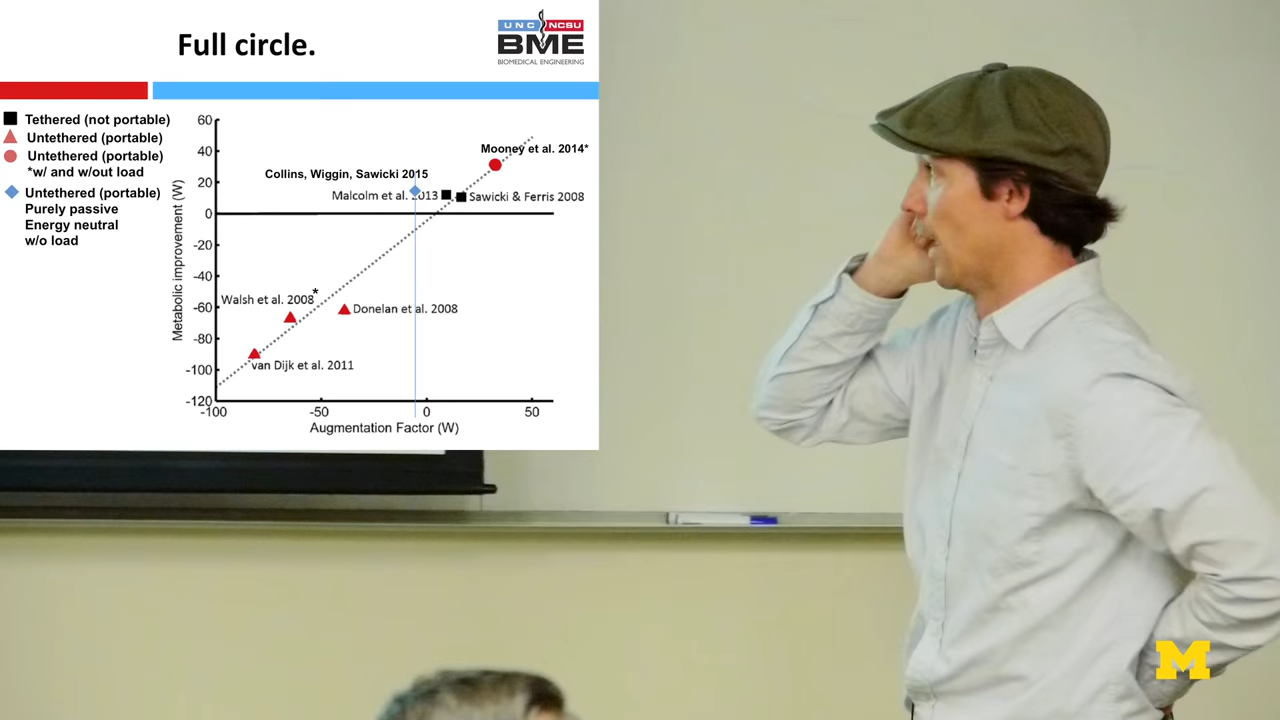 Full circle.
UNC NCSU
BME
BIOMEDICAL ENGINEERING
Tethered (not portable)
Untethered (portable)
Untethered (portable)
*w/ and w/out load
Untethered (portable)
Purely passive
Energy neutral
w/o load
Metabolic improvement (W)
60
40
20
0
-20
-40
-60
-80
-100
-120
-100
-50
0
50
Augmentation Factor (W)
Mooney et al. 2014*
Collins, Wiggin, Sawicki 2015
Malcolm et al. 2013
Sawicki & Ferris 2008
Walsh et al. 2008*
Donelan et al. 2008
van Dijk et al. 2011
M